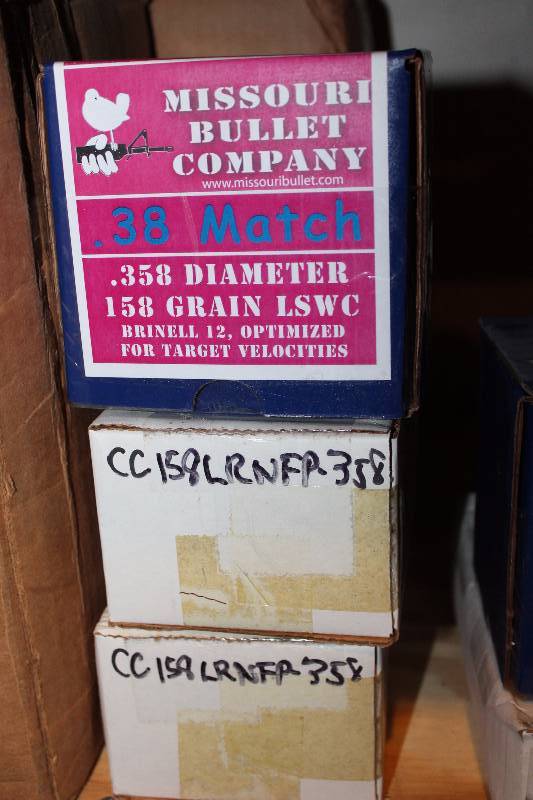 MISSOURI
BULLET
COMPANY
www.missouribullet.com
.38 Match
.358 DIAMETER
158 GRAIN LSWC
BRINELL 12, OPTIMIZED
FOR TARGET VELOCITIES
CC158LRNFP-358
CC158LRNFP-358